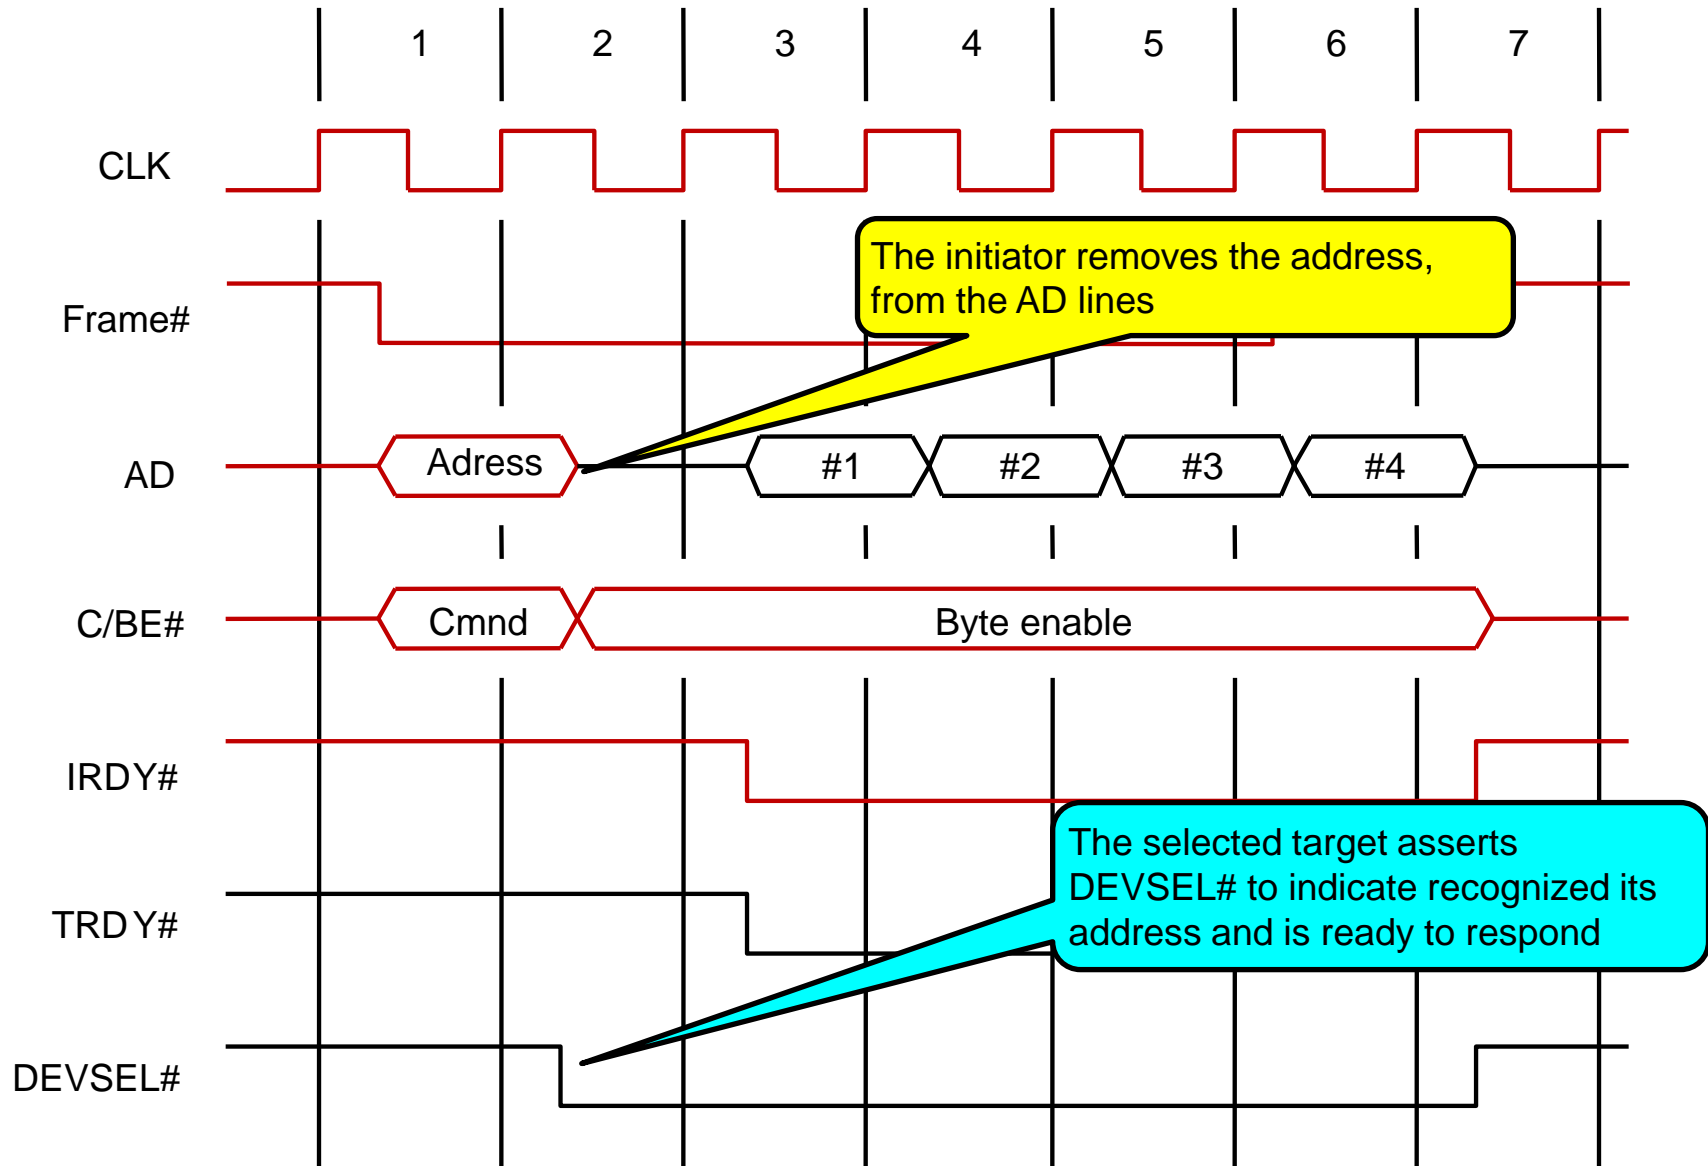 1 2 3 4 5 6 7
CLK
The initiator removes the address,
from the AD lines
Frame#
AD Adress #1 #2 #3 #4
C/BE# Cmnd Byte enable
IRDY#
The selected target asserts
DEVSEL# to indicate recognized its
address and is ready to respond
TRDY#
DEVSEL#